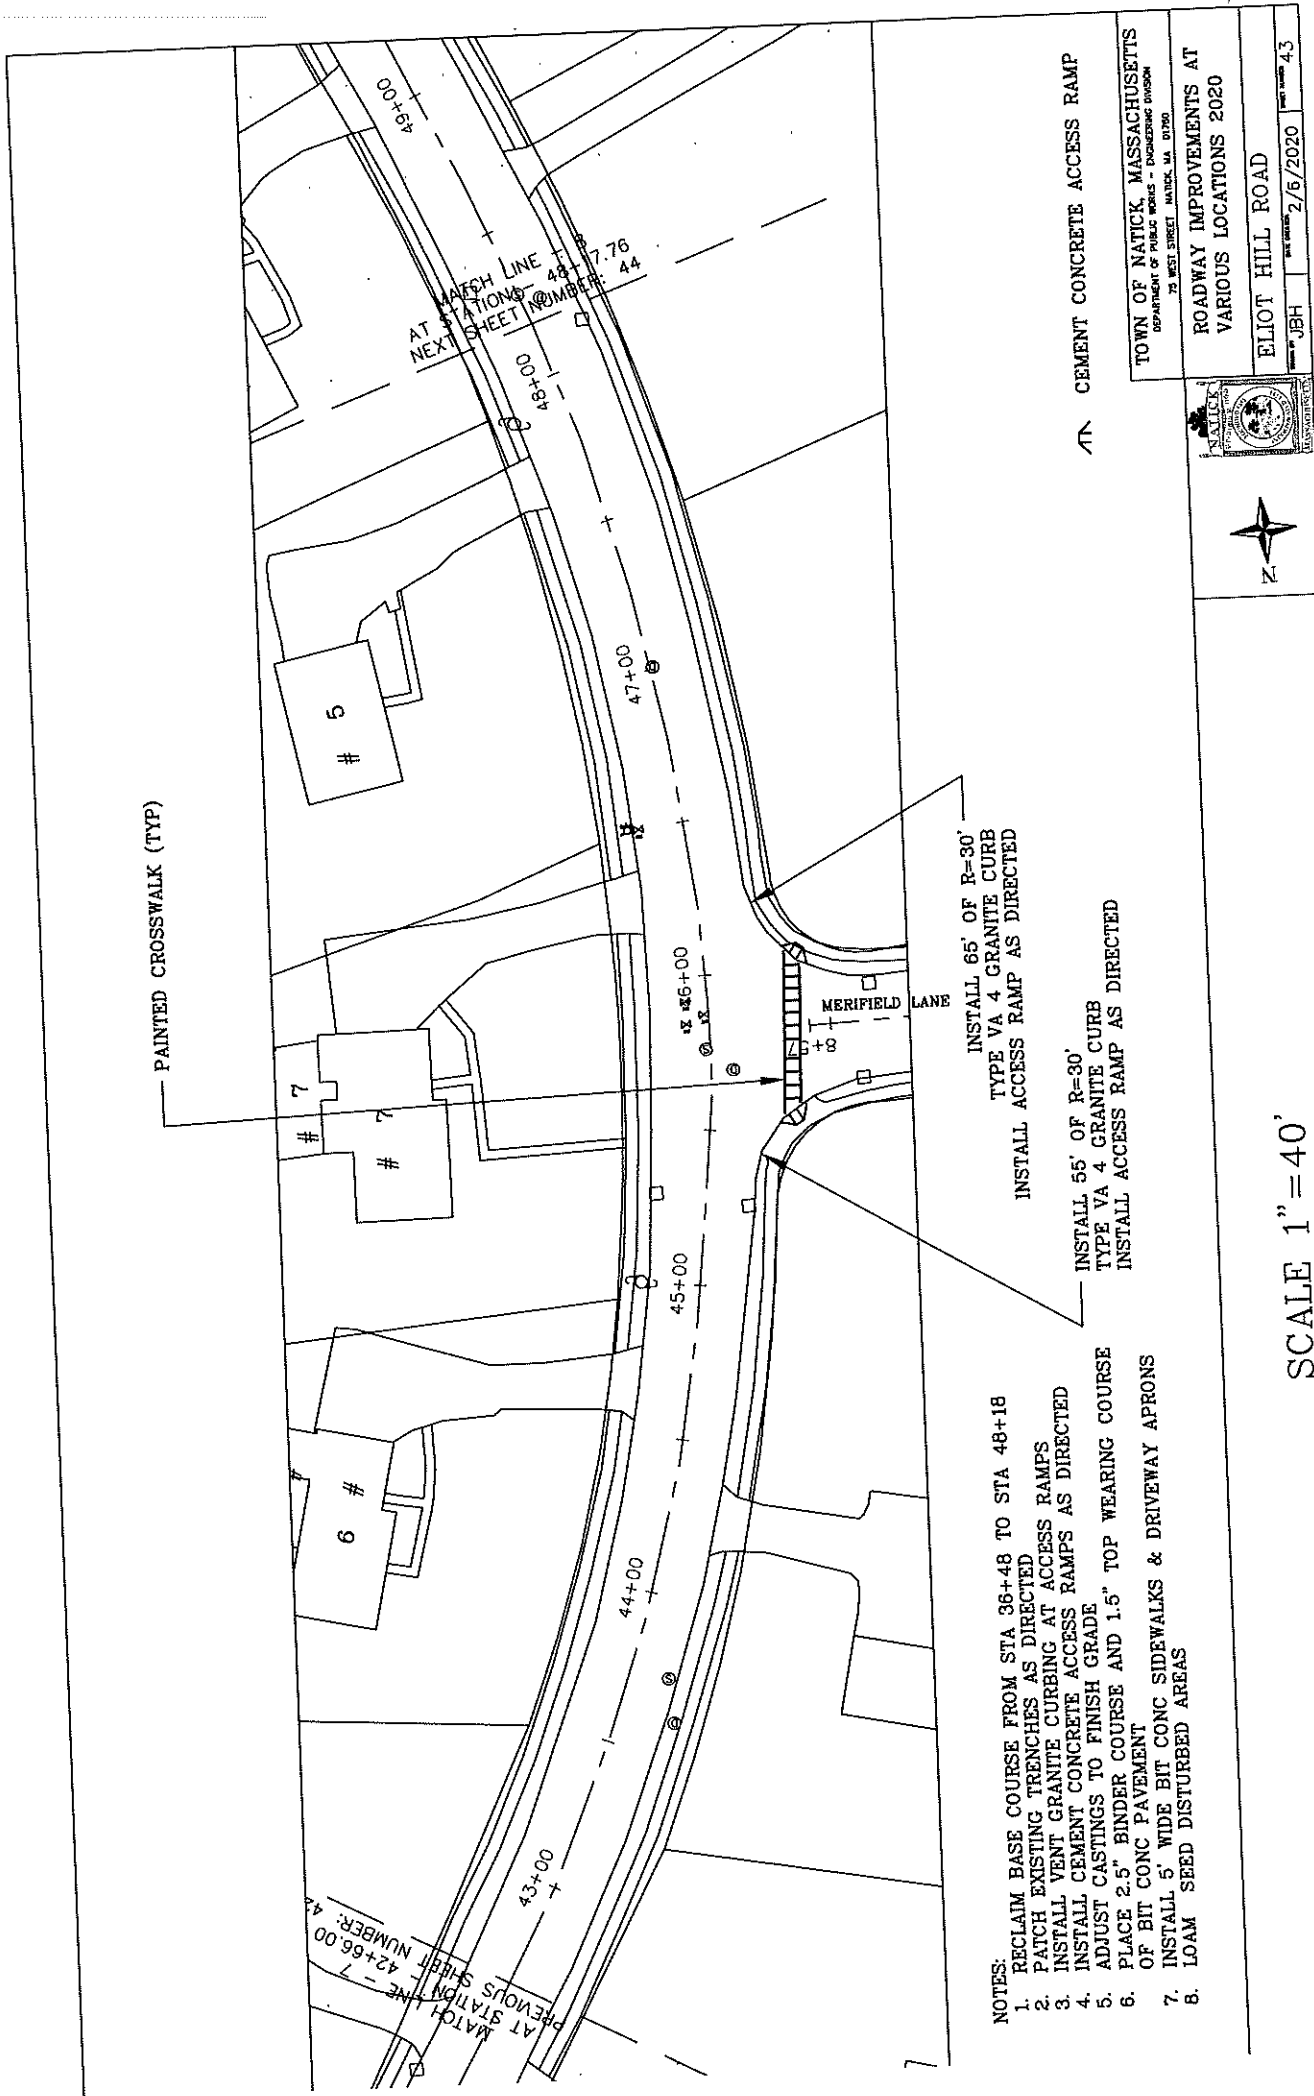 PAINTED CROSSWALK (TYP)
PREVIOUS SHEET NUMBER: 42
AT STATION - 42+66.00
MATCH LINE - 7
43+00
44+00
45+00
46+00
47+00
48+00
49+00
# 6
#
# 7
# 7
# 5
MATCH LINE - 8
AT STATION - 48+17.76
NEXT SHEET NUMBER: 44
MERIFIELD LANE
8+57
INSTALL 65' OF R=30'
TYPE VA 4 GRANITE CURB
INSTALL ACCESS RAMP AS DIRECTED
INSTALL 55' OF R=30'
TYPE VA 4 GRANITE CURB
INSTALL ACCESS RAMP AS DIRECTED
NOTES:
1. RECLAIM BASE COURSE FROM STA 36+48 TO STA 48+18
2. PATCH EXISTING TRENCHES AS DIRECTED
3. INSTALL VENT GRANITE CURBING AT ACCESS RAMPS
4. INSTALL CEMENT CONCRETE ACCESS RAMPS AS DIRECTED
5. ADJUST CASTINGS TO FINISH GRADE
6. PLACE 2.5" BINDER COURSE AND 1.5" TOP WEARING COURSE
OF BIT CONC PAVEMENT
7. INSTALL 5' WIDE BIT CONC SIDEWALKS & DRIVEWAY APRONS
8. LOAM SEED DISTURBED AREAS
CEMENT CONCRETE ACCESS RAMP
SCALE 1"=40'
N
NATICK
MASSACHUSETTS
TOWN OF NATICK, MASSACHUSETTS
DEPARTMENT OF PUBLIC WORKS - ENGINEERING DIVISION
75 WEST STREET NATICK, MA 01760
ROADWAY IMPROVEMENTS AT
VARIOUS LOCATIONS 2020
ELIOT HILL ROAD
JBH
2/6/2020
43